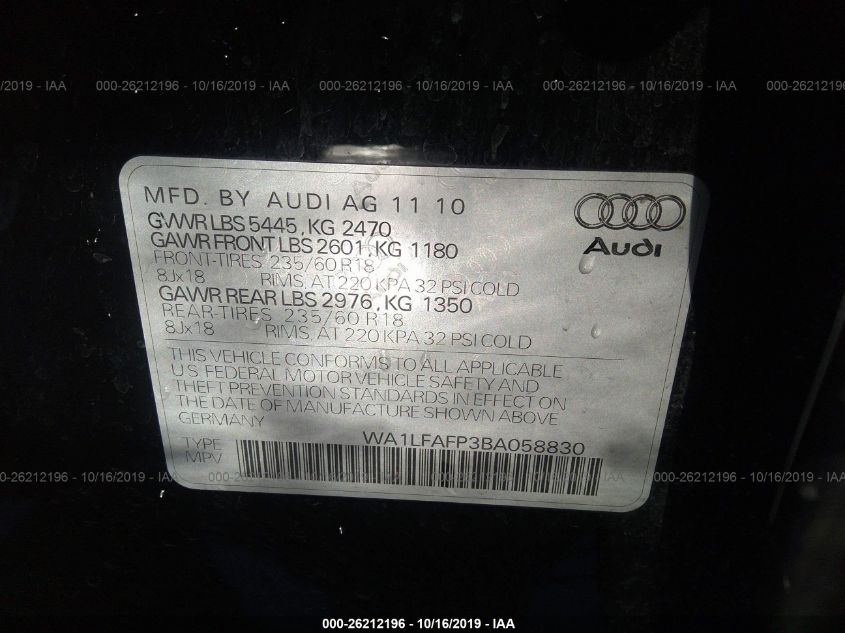 000-26212196 - 10/16/2019 - IAA
MFD. BY AUDI AG 11 10
GVWR LBS 5445, KG 2470
GAWR FRONT LBS 2601, KG 1180
FRONT-TIRES 235/60 R18
8Jx18 RIMS, AT 220 KPA 32 PSI COLD
GAWR REAR LBS 2976, KG 1350
REAR-TIRES 235/60 R18
8Jx18 RIMS, AT 220 KPA 32 PSI COLD
Audi
THIS VEHICLE CONFORMS TO ALL APPLICABLE
U.S. FEDERAL MOTOR VEHICLE SAFETY AND
THEFT PREVENTION STANDARDS IN EFFECT ON
THE DATE OF MANUFACTURE SHOWN ABOVE
GERMANY
WA1LFAFP3BA058830
TYPE
MPV
000-26212196 - 10/16/2019 - IAA